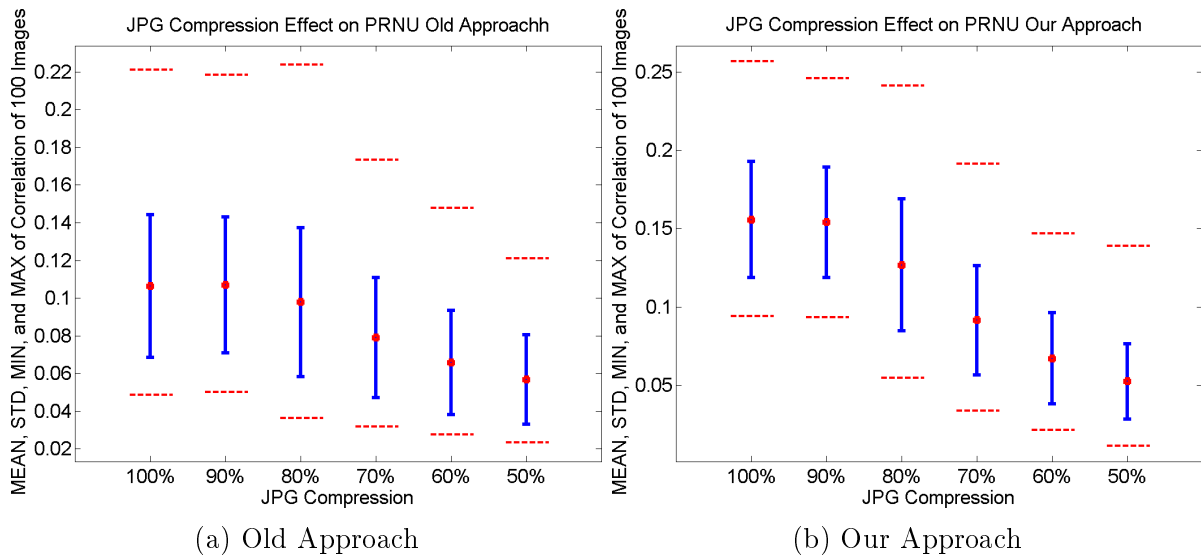 JPG Compression Effect on PRNU Old Approachh
MEAN, STD, MIN, and MAX of Correlation of 100 Images
0.22
0.2
0.18
0.16
0.14
0.12
0.1
0.08
0.06
0.04
0.02
100% 90% 80% 70% 60% 50%
JPG Compression
(a) Old Approach
JPG Compression Effect on PRNU Our Approach
MEAN, STD, MIN, and MAX of Correlation of 100 Images
0.25
0.2
0.15
0.1
0.05
100% 90% 80% 70% 60% 50%
JPG Compression
(b) Our Approach